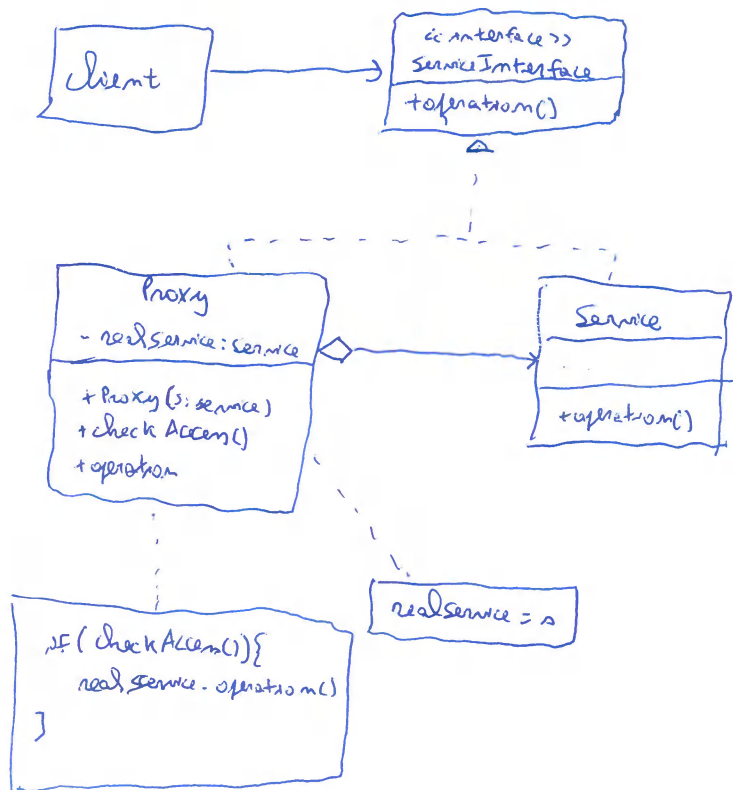 Client
<<interface>>
ServiceInterface
+operation()
Proxy
- realService: service
+ Proxy(s: service)
+ checkAccess()
+ operation
Service
+operation()
realService = s
if (checkAccess()){
realService.operation()
}